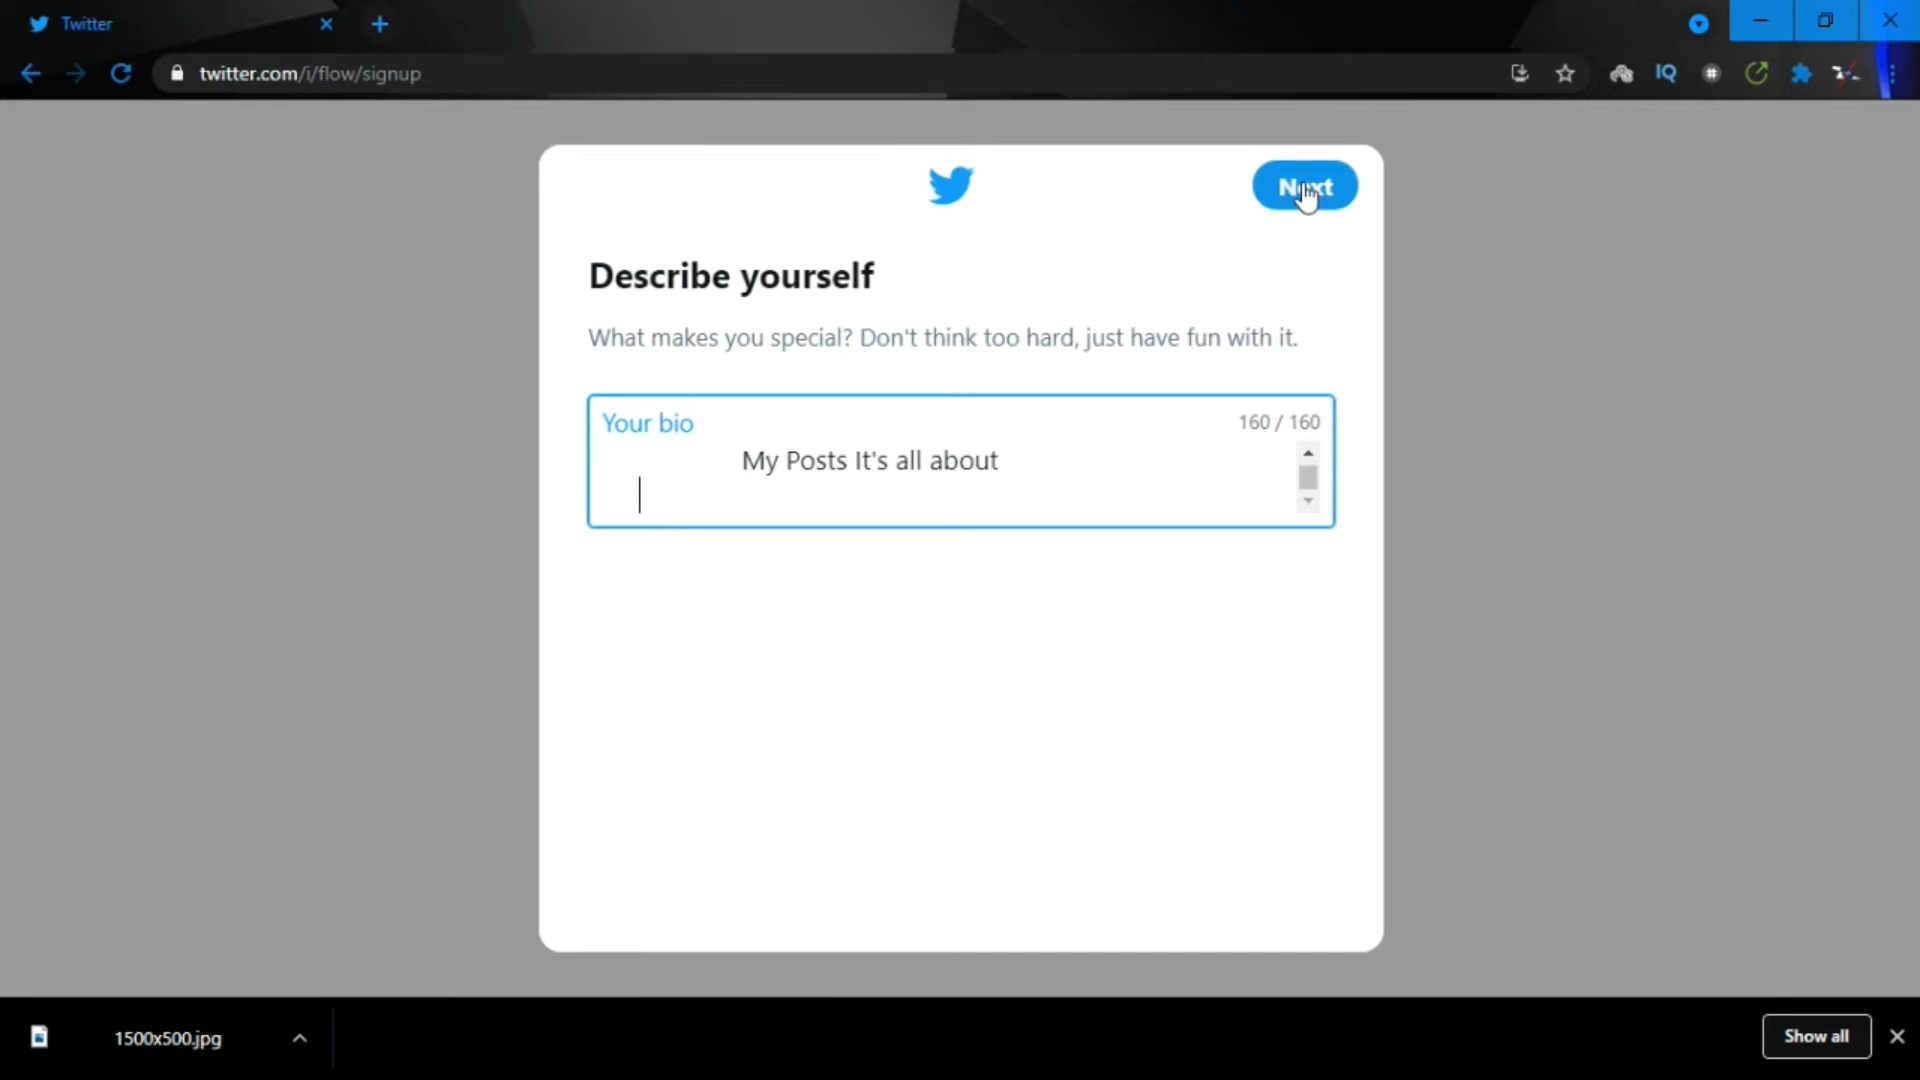 Twitter
twitter.com/i/flow/signup
IQ
#
Next
Describe yourself
What makes you special? Don't think too hard, just have fun with it.
Your bio
160 / 160
My Posts It's all about
1500x500.jpg
Show all